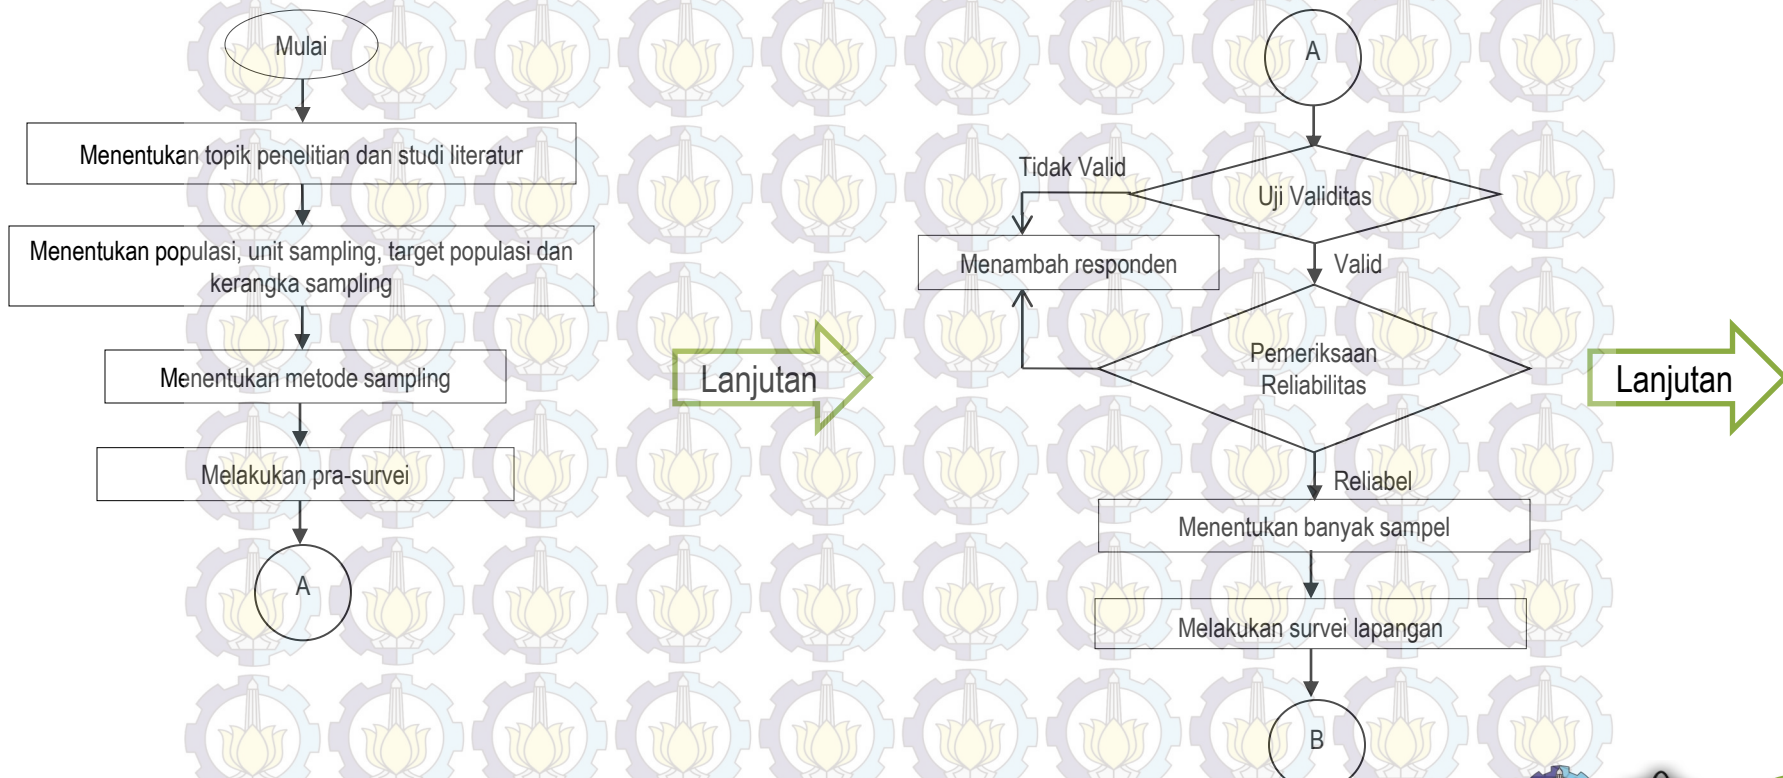 Mulai
Menentukan topik penelitian dan studi literatur
Menentukan populasi, unit sampling, target populasi dan
kerangka sampling
Menentukan metode sampling
Melakukan pra-survei
A
Lanjutan
A
Tidak Valid
Uji Validitas
Menambah responden
Valid
Pemeriksaan
Reliabilitas
Reliabel
Menentukan banyak sampel
Melakukan survei lapangan
B
Lanjutan